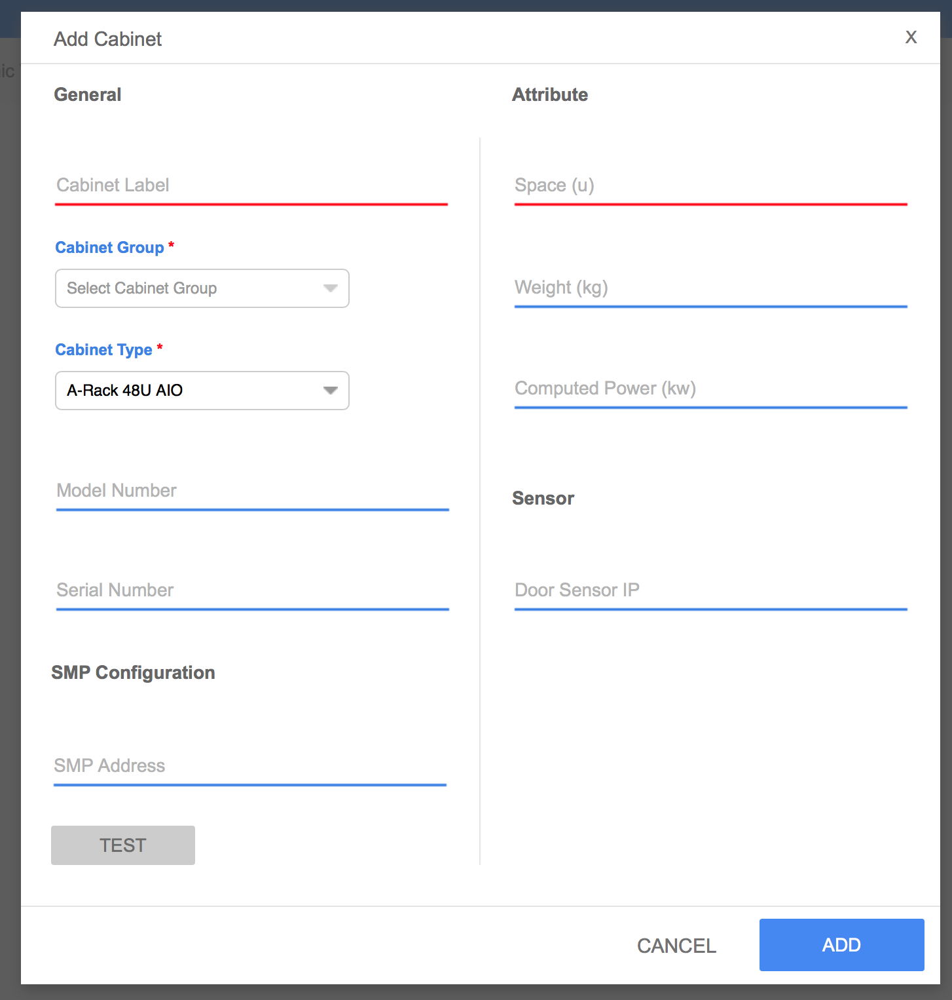 Add Cabinet
X
ic
General
Cabinet Label
Cabinet Group *
Select Cabinet Group
Cabinet Type *
A-Rack 48U AIO
Model Number
Serial Number
SMP Configuration
SMP Address
TEST
Attribute
Space (u)
Weight (kg)
Computed Power (kw)
Sensor
Door Sensor IP
CANCEL
ADD